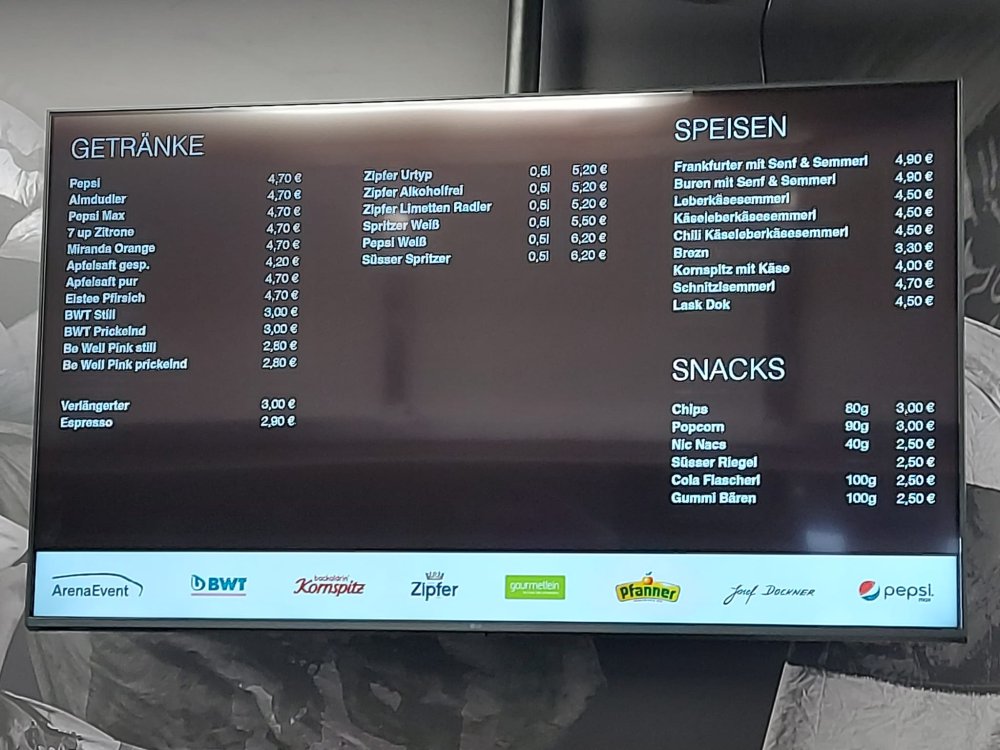 GETRÄNKE
Pepsi 4,70 €
Almdudler 4,70 €
Pepsi Max 4,70 €
7 up Zitrone 4,70 €
Miranda Orange 4,70 €
Apfelsaft gesp. 4,20 €
Apfelsaft pur 4,70 €
Eistee Pfirsich 4,70 €
BWT Still 3,00 €
BWT Prickelnd 3,00 €
Be Well Pink still 2,80 €
Be Well Pink prickelnd 2,80 €
Verlängerter 3,00 €
Espresso 2,90 €
Zipfer Urtyp 0,5l 5,20 €
Zipfer Alkoholfrei 0,5l 5,20 €
Zipfer Limetten Radler 0,5l 5,20 €
Spritzer Weiß 0,5l 5,50 €
Pepsi Weiß 0,5l 6,20 €
Süsser Spritzer 0,5l 6,20 €
SPEISEN
Frankfurter mit Senf & Semmerl 4,90 €
Buren mit Senf & Semmerl 4,90 €
Leberkäsesemmerl 4,50 €
Käseleberkäsesemmerl 4,50 €
Chili Käseleberkäsesemmerl 4,50 €
Brezn 3,30 €
Kornspitz mit Käse 4,00 €
Schnitzlsemmerl 4,70 €
Lask Dok 4,50 €
SNACKS
Chips 80g 3,00 €
Popcorn 90g 3,00 €
Nic Nacs 40g 2,50 €
Süsser Riegel 2,50 €
Cola Flascherl 100g 2,50 €
Gummi Bären 100g 2,50 €
ArenaEvent
BWT
backaldrin
Kornspitz
Zipfer
gourmetfein
pfanner
Josef DOCKNER
pepsi
max
LG